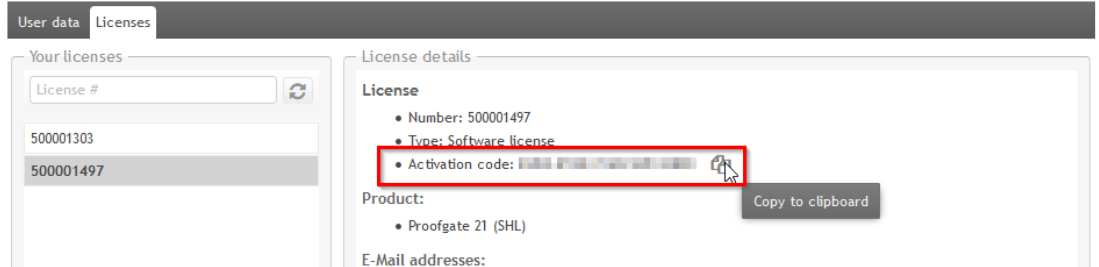 User data Licenses
Your licenses
License #
500001303
500001497
License details
License
• Number: 500001497
• Type: Software license
• Activation code:
Copy to clipboard
Product:
• Proofgate 21 (SHL)
E-Mail addresses: